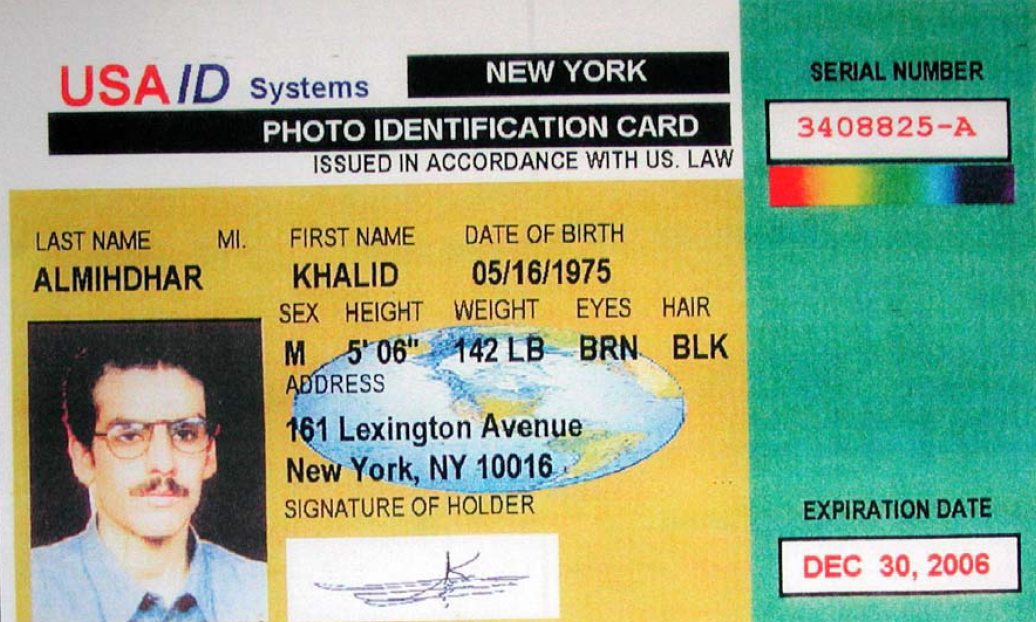 USA ID Systems NEW YORK
PHOTO IDENTIFICATION CARD
ISSUED IN ACCORDANCE WITH US. LAW
LAST NAME MI. FIRST NAME DATE OF BIRTH
ALMIHDHAR KHALID 05/16/1975
SEX HEIGHT WEIGHT EYES HAIR
M 5' 06" 142 LB BRN BLK
ADDRESS
161 Lexington Avenue
New York, NY 10016
SIGNATURE OF HOLDER
SERIAL NUMBER
3408825-A
EXPIRATION DATE
DEC 30, 2006